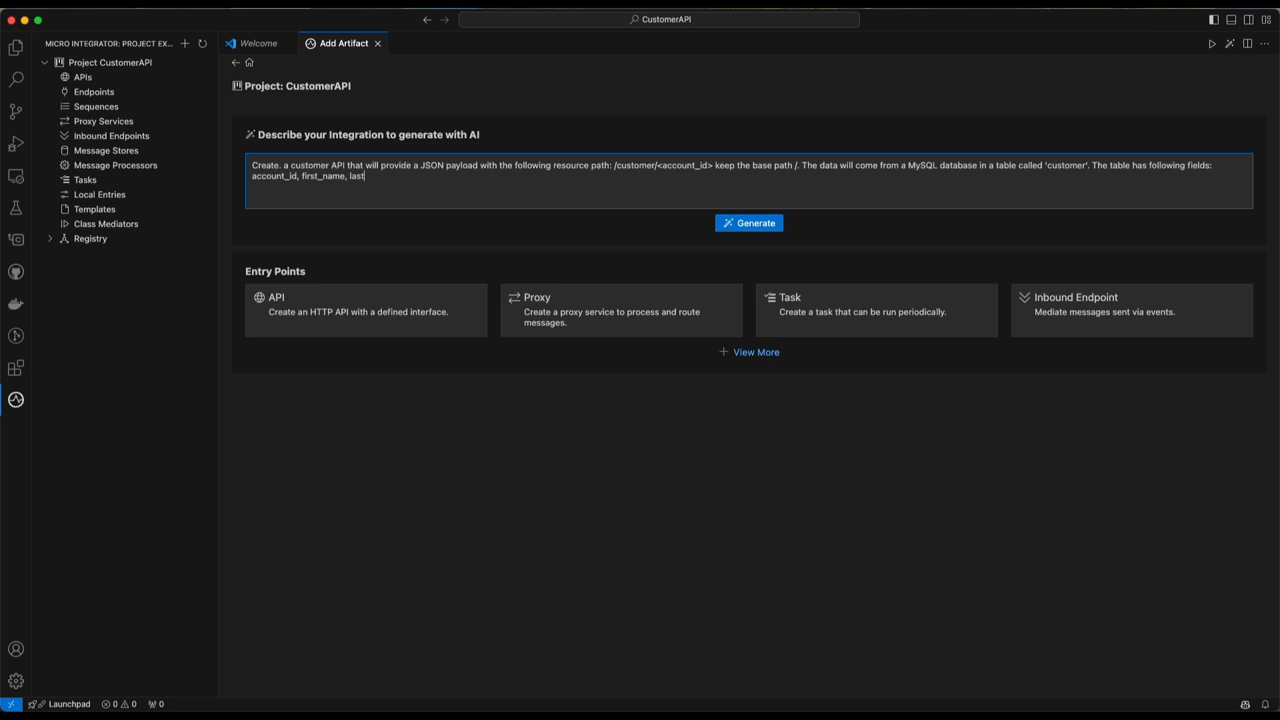 CustomerAPI
MICRO INTEGRATOR: PROJECT EX...
Project CustomerAPI
APIs
Endpoints
Sequences
Proxy Services
Inbound Endpoints
Message Stores
Message Processors
Tasks
Local Entries
Templates
Class Mediators
Registry
Welcome
Add Artifact
Project: CustomerAPI
Describe your Integration to generate with AI
Create. a customer API that will provide a JSON payload with the following resource path: /customer/<account_id> keep the base path /. The data will come from a MySQL database in a table called 'customer'. The table has following fields:
account_id, first_name, last
Generate
Entry Points
API
Create an HTTP API with a defined interface.
Proxy
Create a proxy service to process and route
messages.
Task
Create a task that can be run periodically.
Inbound Endpoint
Mediate messages sent via events.
View More
Launchpad
0
0
0